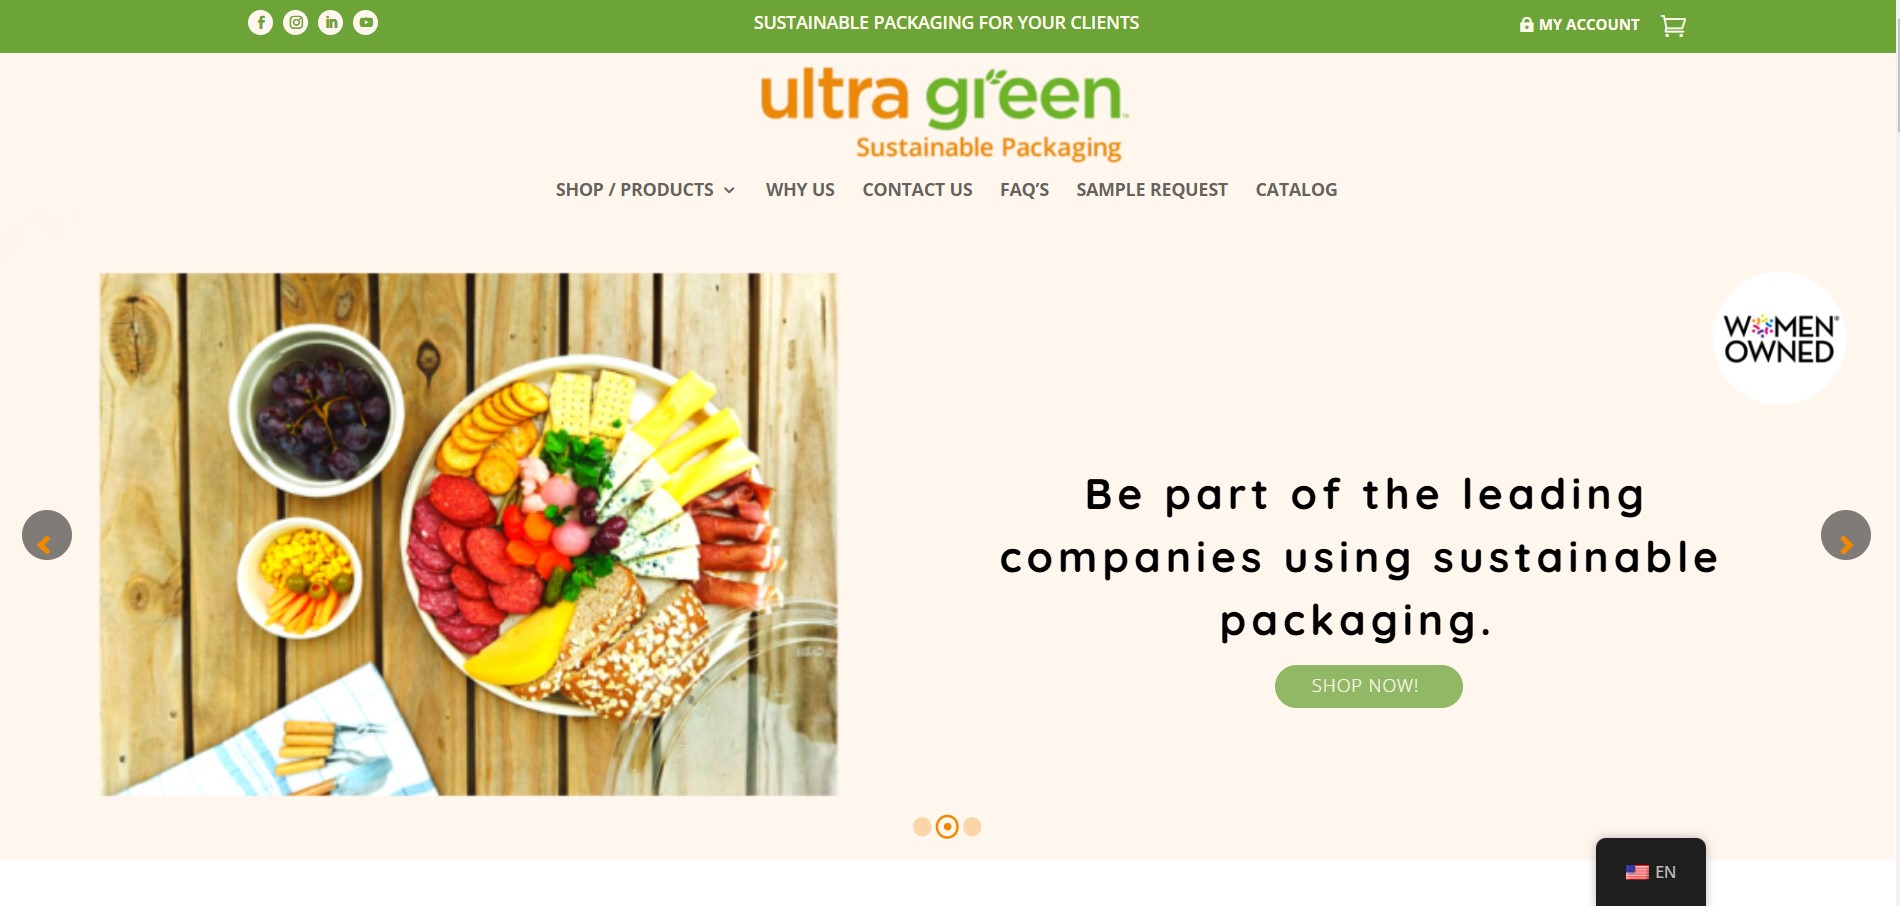 SUSTAINABLE PACKAGING FOR YOUR CLIENTS
MY ACCOUNT
ultra green
Sustainable Packaging
SHOP / PRODUCTS
WHY US
CONTACT US
FAQ'S
SAMPLE REQUEST
CATALOG
WOMEN®
OWNED
Be part of the leading
companies using sustainable
packaging.
SHOP NOW!
EN